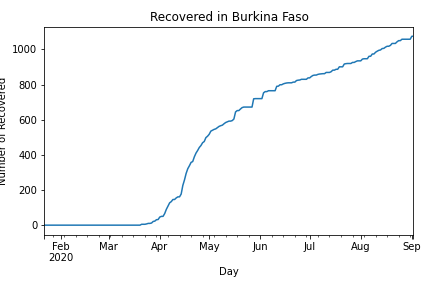 Recovered in Burkina Faso
Number of Recovered
1000
800
600
400
200
0
Feb Mar Apr May Jun Jul Aug Sep
2020
Day